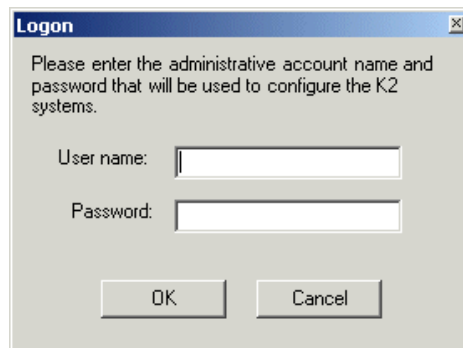 Logon
Please enter the administrative account name and
password that will be used to configure the K2
systems.
User name:
Password:
OK
Cancel